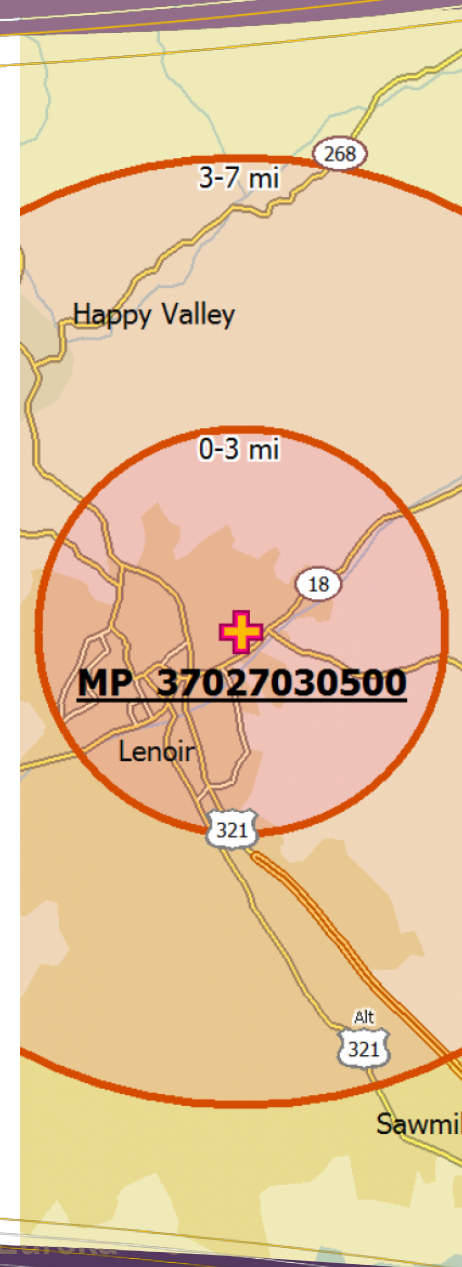 268
3-7 mi
Happy Valley
0-3 mi
18
MP 37027030500
Lenoir
321
Alt
321
Sawmil